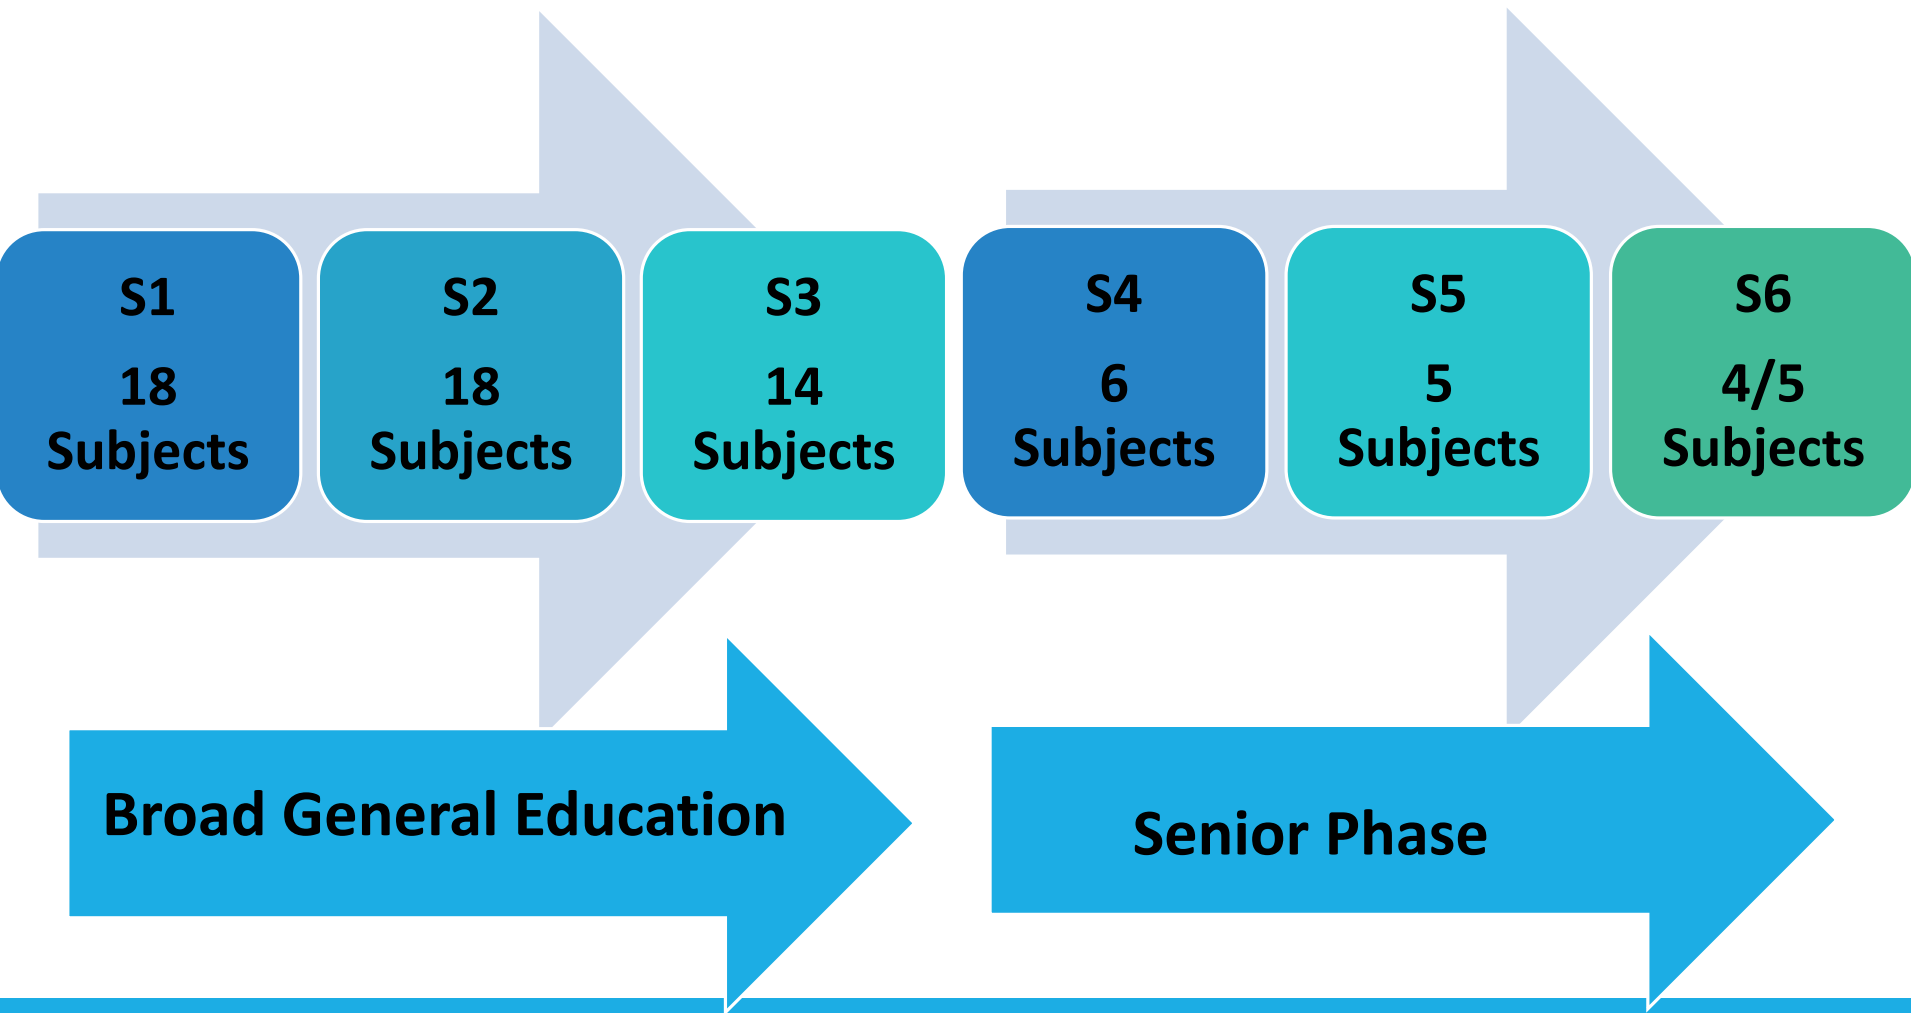 S1
18
Subjects
S2
18
Subjects
S3
14
Subjects
S4
6
Subjects
S5
5
Subjects
S6
4/5
Subjects
Broad General Education
Senior Phase